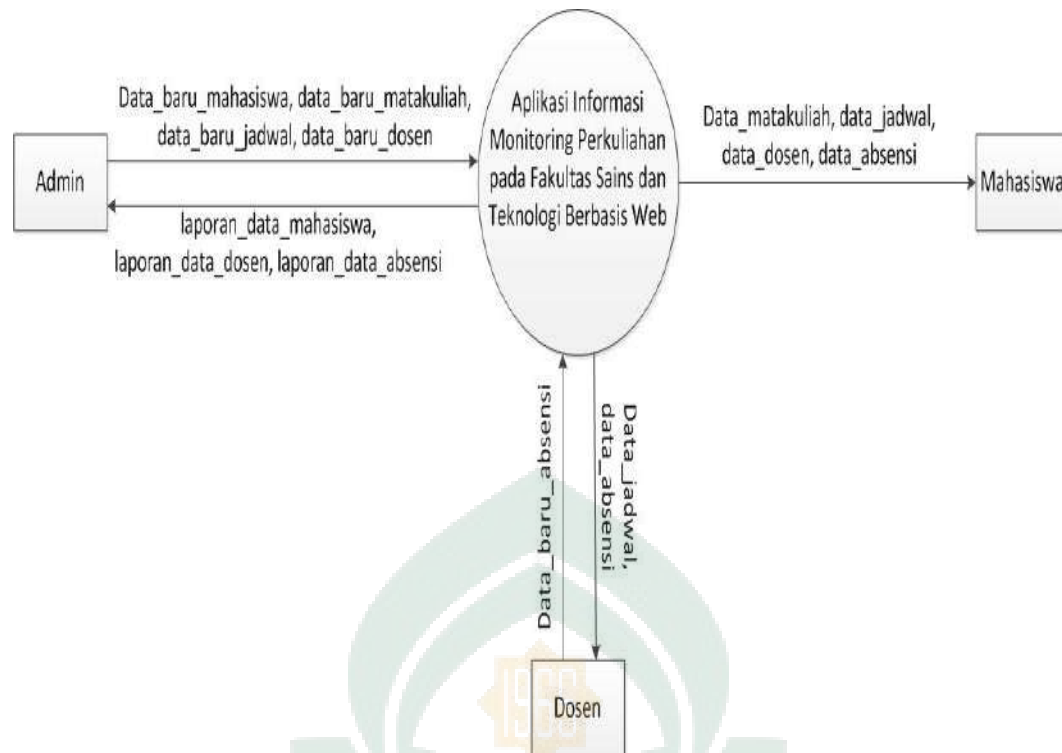 Data_baru_mahasiswa, data_baru_matakuliah,
data_baru_jadwal, data_baru_dosen
Admin
laporan_data_mahasiswa,
laporan_data_dosen, laporan_data_absensi
Aplikasi Informasi
Monitoring Perkuliahan
pada Fakultas Sains dan
Teknologi Berbasis Web
Data_matakuliah, data_jadwal,
data_dosen, data_absensi
Mahasiswa
Data_baru_absensi
Data_jadwal,
data_absensi
Dosen